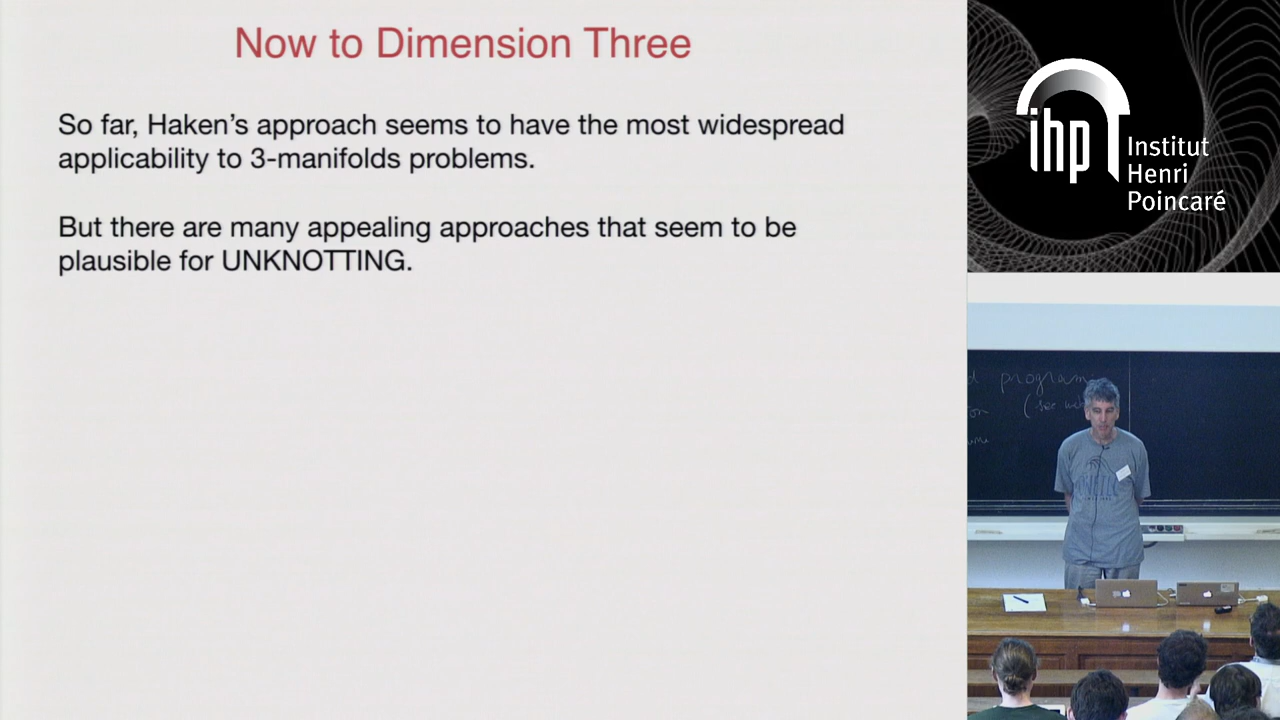 Now to Dimension Three
So far, Haken's approach seems to have the most widespread
applicability to 3-manifolds problems.
But there are many appealing approaches that seem to be
plausible for UNKNOTTING.
ihp
Institut
Henri
Poincaré
program
(see